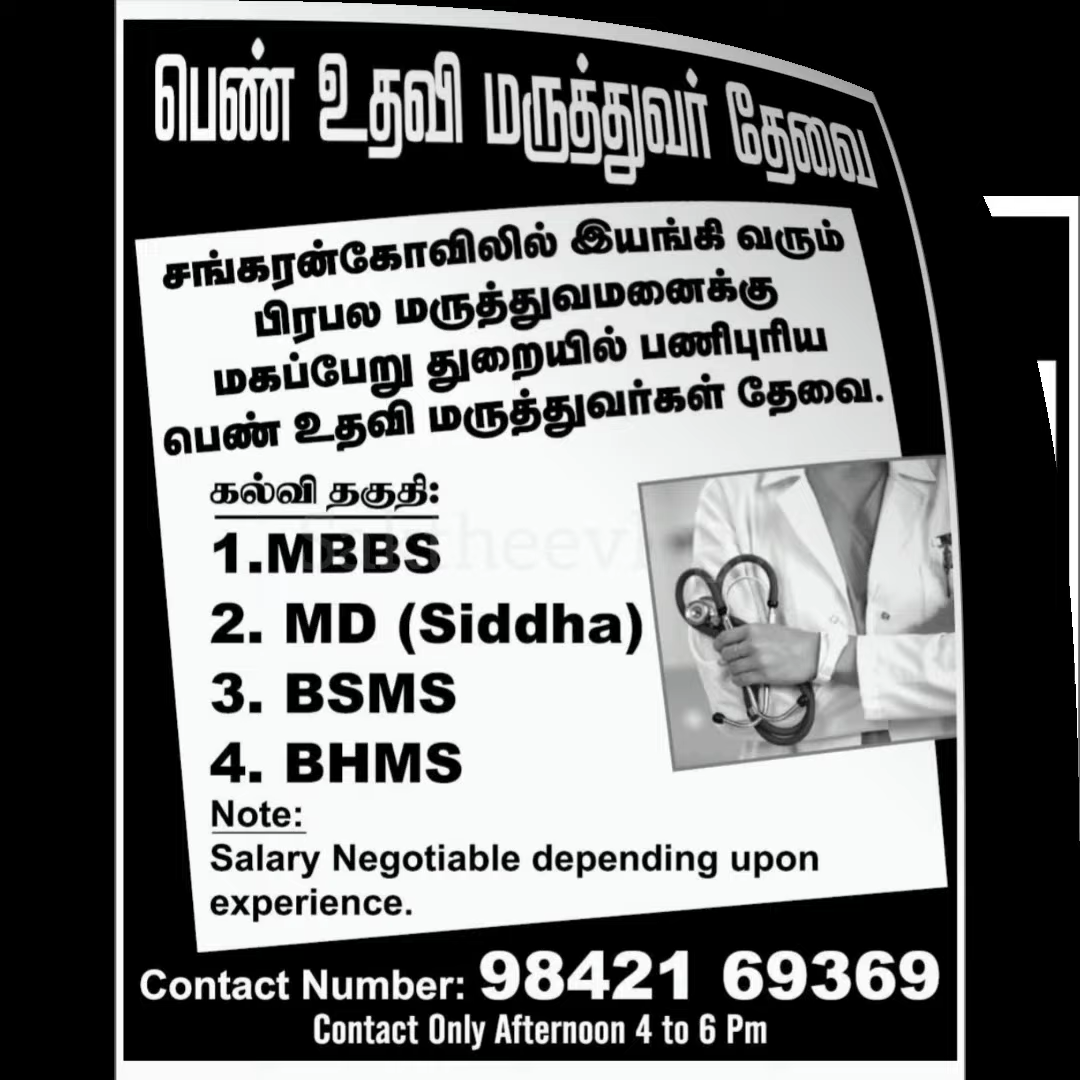 பெண் உதவி மருத்துவர் தேவை
சங்கரன்கோவிலில் இயங்கி வரும்
பிரபல மருத்துவமனைக்கு
மகப்பேறு துறையில் பணிபுரிய
பெண் உதவி மருத்துவர்கள் தேவை.
கல்வி தகுதி:
1.MBBS
2. MD (Siddha)
3. BSMS
4. BHMS
Note:
Salary Negotiable depending upon
experience.
Contact Number: 98421 69369
Contact Only Afternoon 4 to 6 Pm